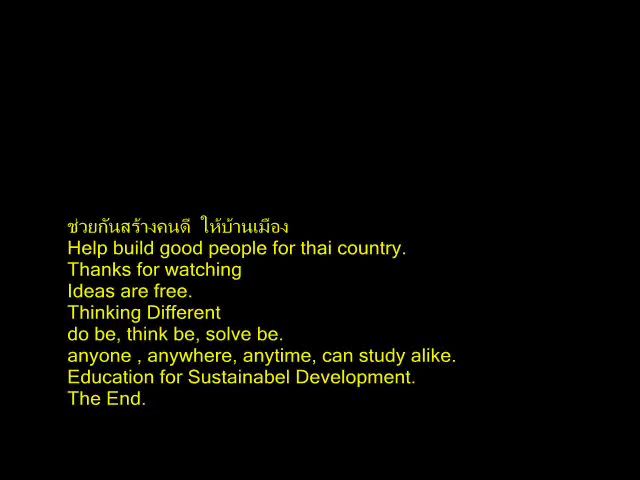 ช่วยกันสร้างคนดี ให้บ้านเมือง
Help build good people for thai country.
Thanks for watching
Ideas are free.
Thinking Different
do be, think be, solve be.
anyone , anywhere, anytime, can study alike.
Education for Sustainabel Development.
The End.